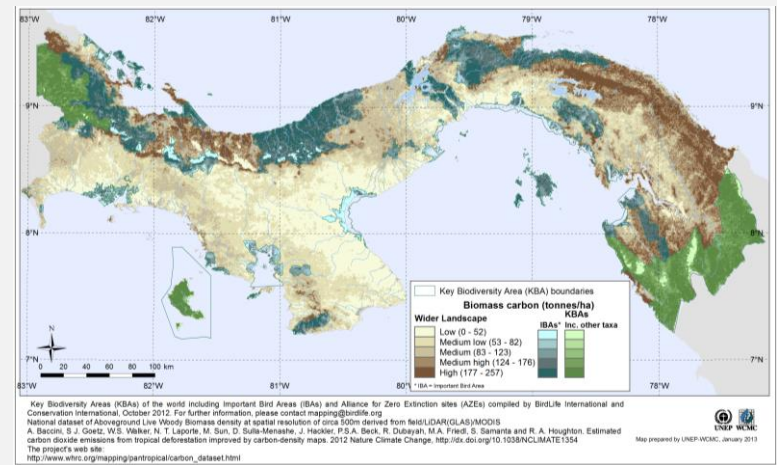 83°W 82°W 81°W 80°W 79°W 78°W
9°N 9°N
8°N 8°N
Key Biodiversity Area (KBA) boundaries
Biomass carbon (tonnes/ha)
KBAs
Wider Landscape IBAs* Inc. other taxa
Low (0 - 52)
Medium low (53 - 82)
Medium (83 - 123)
Medium high (124 - 176)
High (177 - 257)
* IBA = Important Bird Area
N
7°N 7°N
0 20 40 60 80 100 km
83°W 82°W 81°W 80°W 79°W 78°W
Key Biodiversity Areas (KBAs) of the world including Important Bird Areas (IBAs) and Alliance for Zero Extinction sites (AZEs) compiled by BirdLife International and
Conservation International, October 2012. For further information, please contact mapping@birdlife.org
National dataset of Aboveground Live Woody Biomass density at spatial resolution of circa 500m derived from field/LiDAR(GLAS)/MODIS
A. Baccini, S J. Goetz, W.S. Walker, N. T. Laporte, M. Sun, D. Sulla-Menashe, J. Hackler, P.S.A. Beck, R. Dubayah, M.A. Friedl, S. Samanta and R. A. Houghton. Estimated
carbon dioxide emissions from tropical deforestation improved by carbon-density maps. 2012 Nature Climate Change, http://dx.doi.org/10.1038/NCLIMATE1354
The project's web site:
http://www.whrc.org/mapping/pantropical/carbon_dataset.html
UNEP WCMC
Map prepared by UNEP-WCMC, January 2013